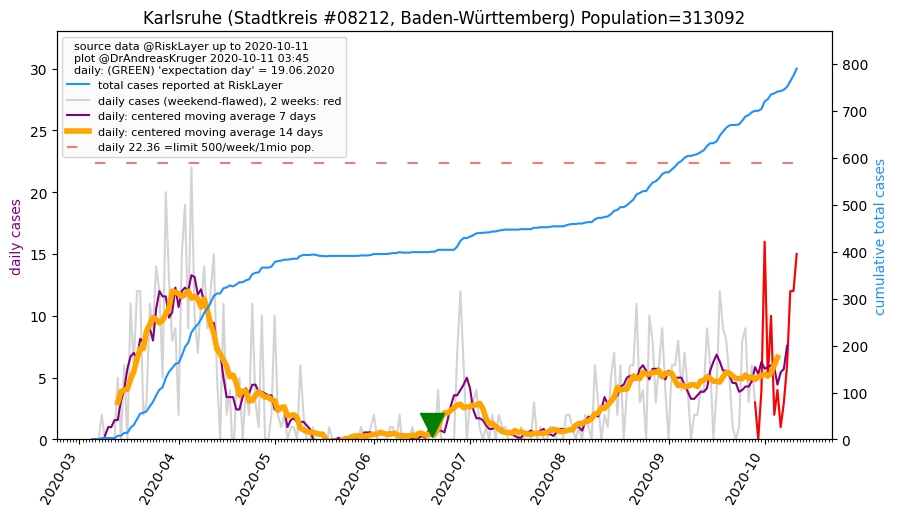 Karlsruhe (Stadtkreis #08212, Baden-Württemberg) Population=313092
source data @RiskLayer up to 2020-10-11
plot @DrAndreasKruger 2020-10-11 03:45
daily: (GREEN) 'expectation day' = 19.06.2020
total cases reported at RiskLayer
daily cases (weekend-flawed), 2 weeks: red
daily: centered moving average 7 days
daily: centered moving average 14 days
daily 22.36 =limit 500/week/1mio pop.
daily cases
30
25
20
15
10
5
0
cumulative total cases
800
700
600
500
400
300
200
100
0
2020-03
2020-04
2020-05
2020-06
2020-07
2020-08
2020-09
2020-10